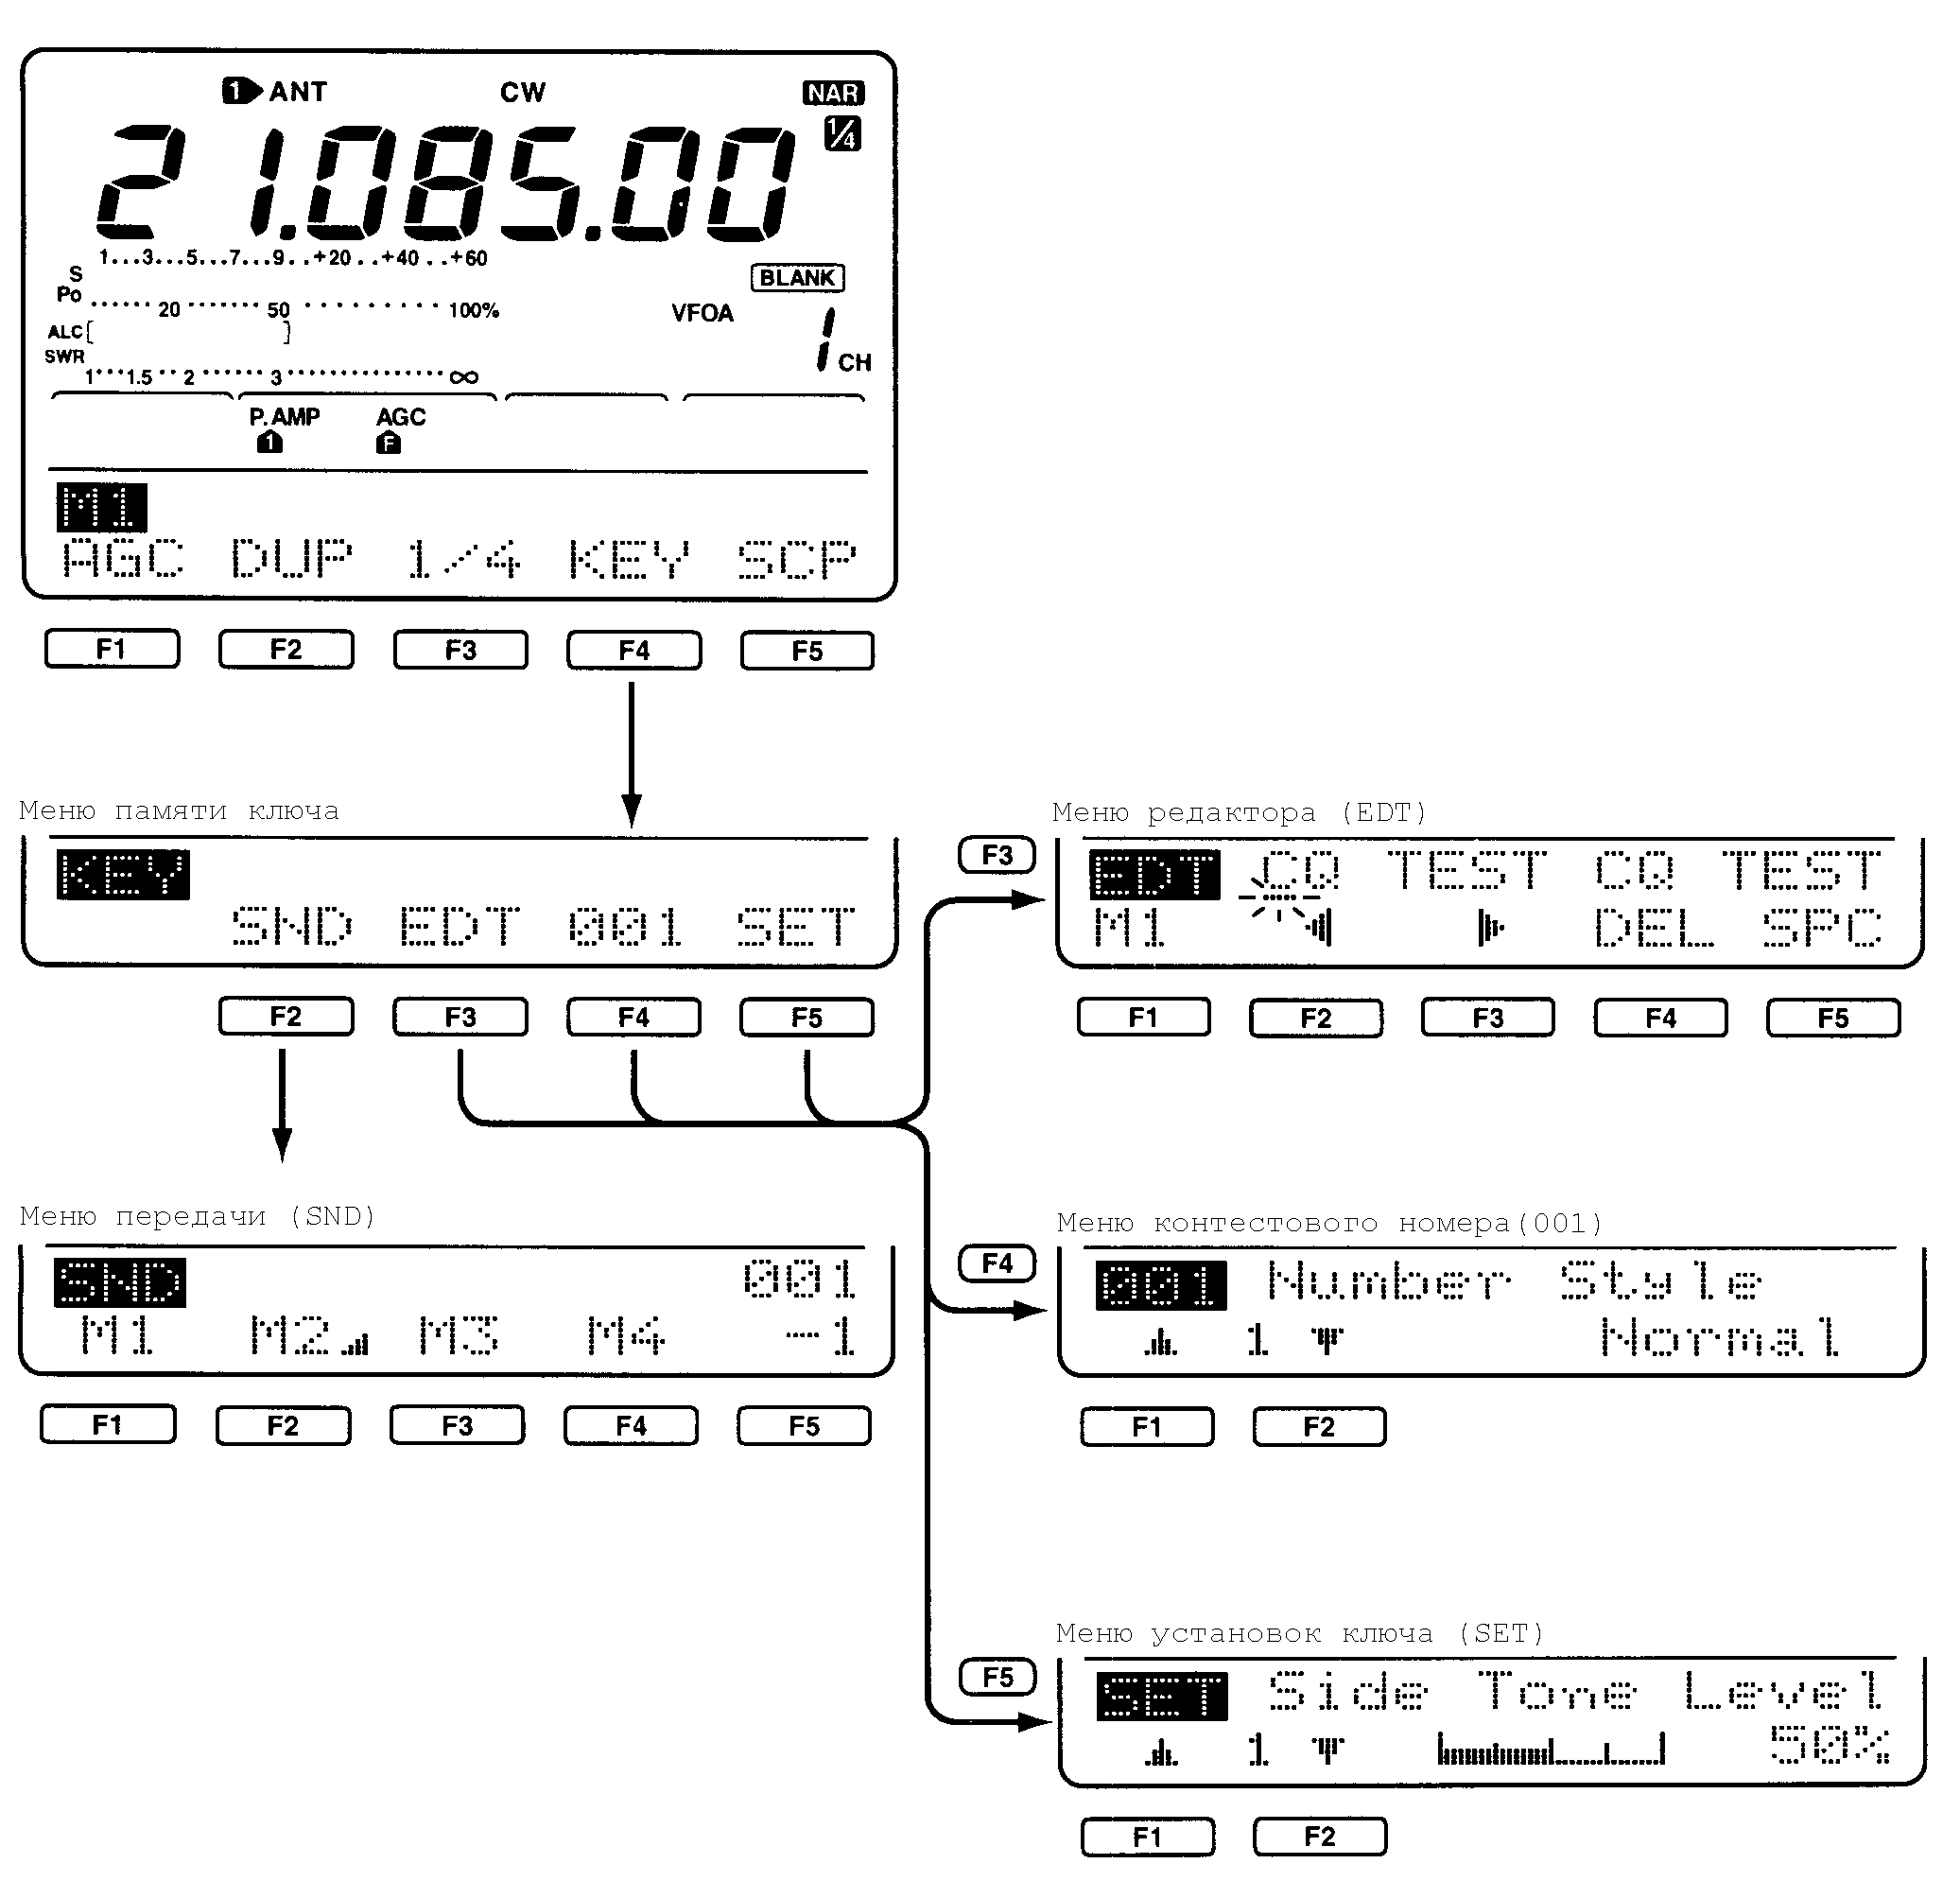 1 ANT CW NAR
1/4
21.085.00
S 1...3...5...7...9..+20..+40..+60
Po ......20.......50..........100%
BLANK
VFOA 1 CH
ALC [ ]
SWR 1...1.5..2......3...............∞
P.AMP AGC
1 F
M1
AGC DUP 1/4 KEY SCP
F1 F2 F3 F4 F5
Меню памяти ключа
KEY
SND EDT 001 SET
F2 F3 F4 F5
Меню редактора (EDT)
F3
EDT CQ TEST CQ TEST
M1 DEL SPC
F1 F2 F3 F4 F5
Меню передачи (SND)
SND 001
M1 M2 M3 M4 -1
F1 F2 F3 F4 F5
Меню контестового номера(001)
F4
001 Number Style
1 Normal
F1 F2
Меню установок ключа (SET)
F5
SET Side Tone Level
1 50%
F1 F2